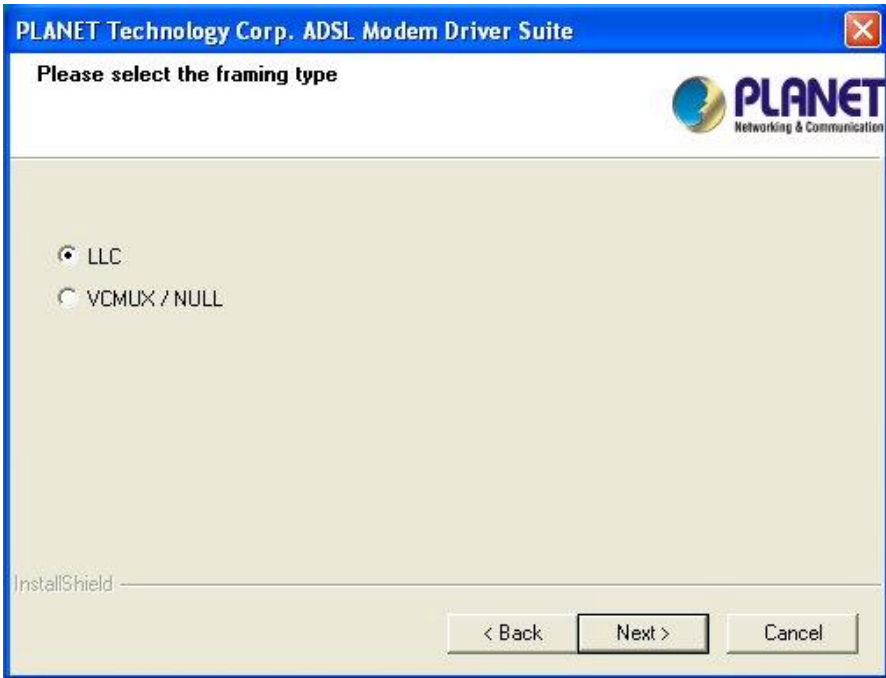 PLANET Technology Corp. ADSL Modem Driver Suite
Please select the framing type
PLANET
Networking & Communication
LLC
VCMUX / NULL
InstallShield
< Back
Next >
Cancel